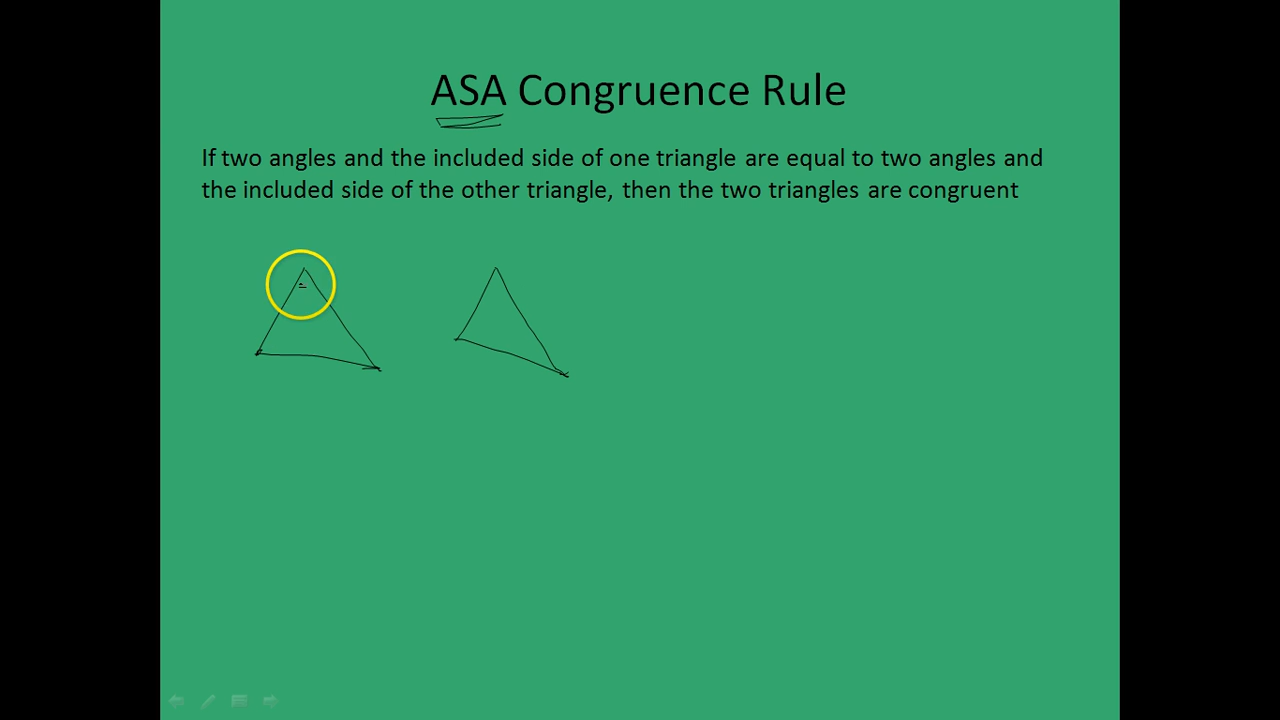 ASA Congruence Rule
If two angles and the included side of one triangle are equal to two angles and
the included side of the other triangle, then the two triangles are congruent